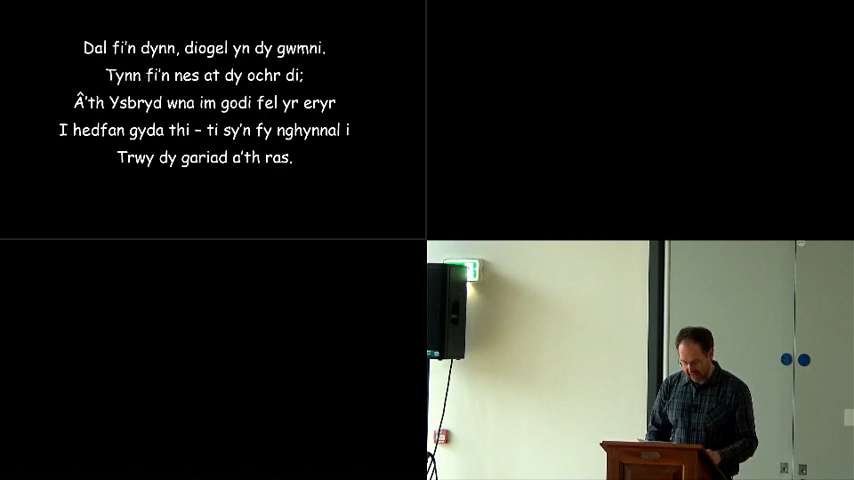 Dal fi'n dynn, diogel yn dy gwmni.
Tynn fi'n nes at dy ochr di;
Â'th Ysbryd wna im godi fel yr eryr
I hedfan gyda thi – ti sy'n fy nghynnal i
Trwy dy gariad a'th ras.